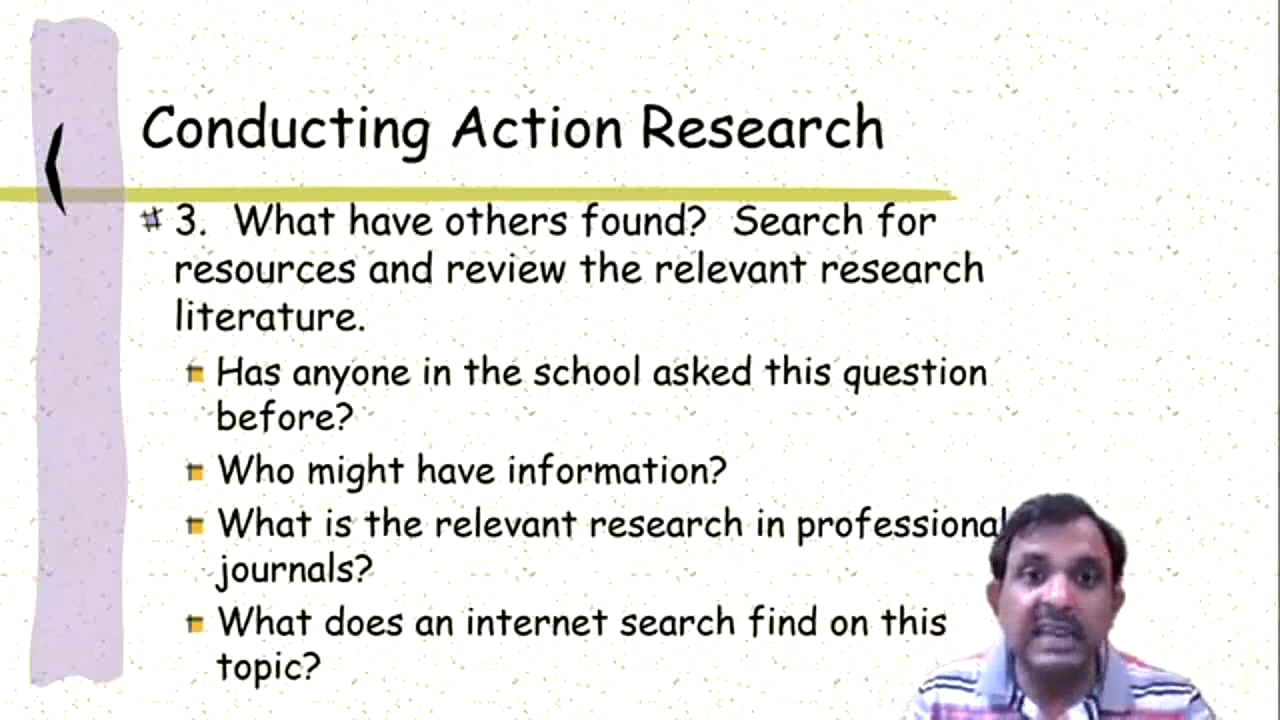 Conducting Action Research
3. What have others found? Search for
resources and review the relevant research
literature.
Has anyone in the school asked this question
before?
Who might have information?
What is the relevant research in professional
journals?
What does an internet search find on this
topic?